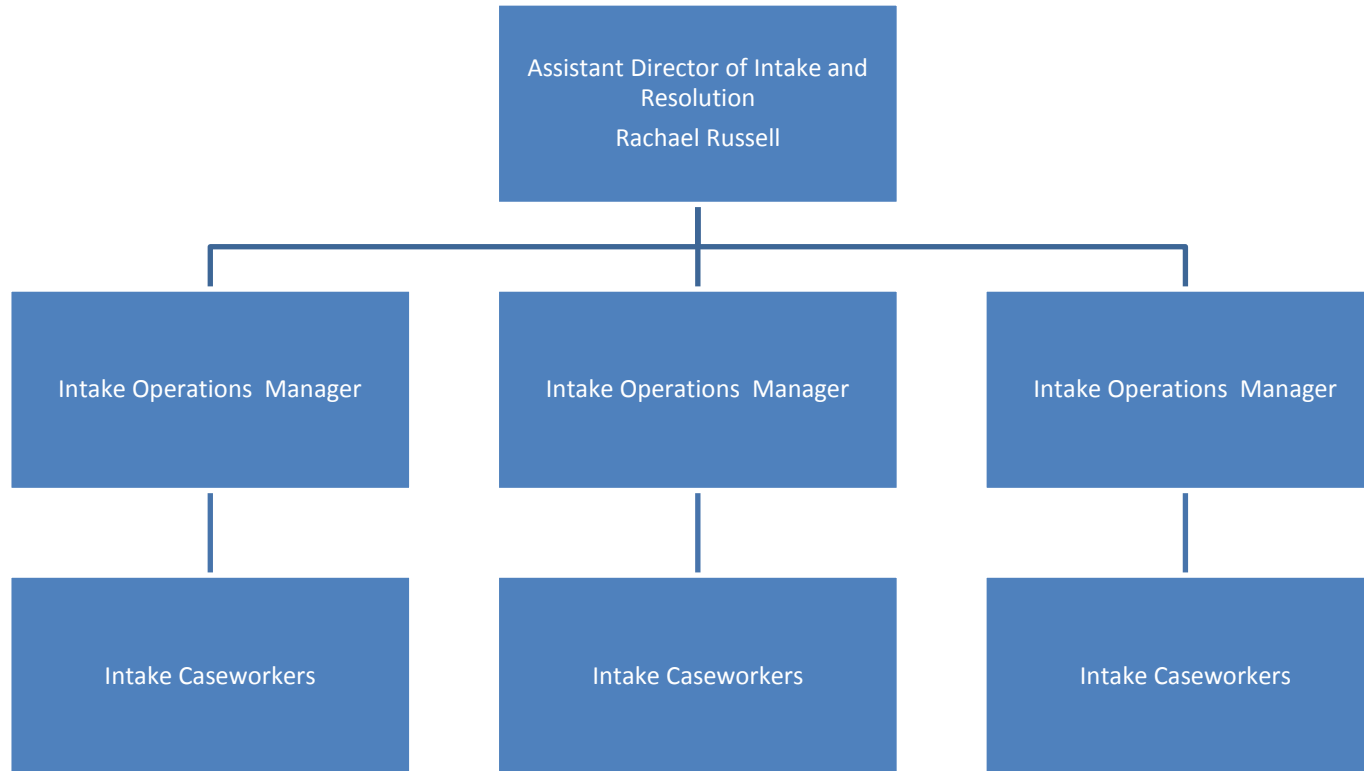 Assistant Director of Intake and
Resolution
Rachael Russell
Intake Operations  Manager
Intake Operations  Manager
Intake Operations  Manager
Intake Caseworkers
Intake Caseworkers
Intake Caseworkers